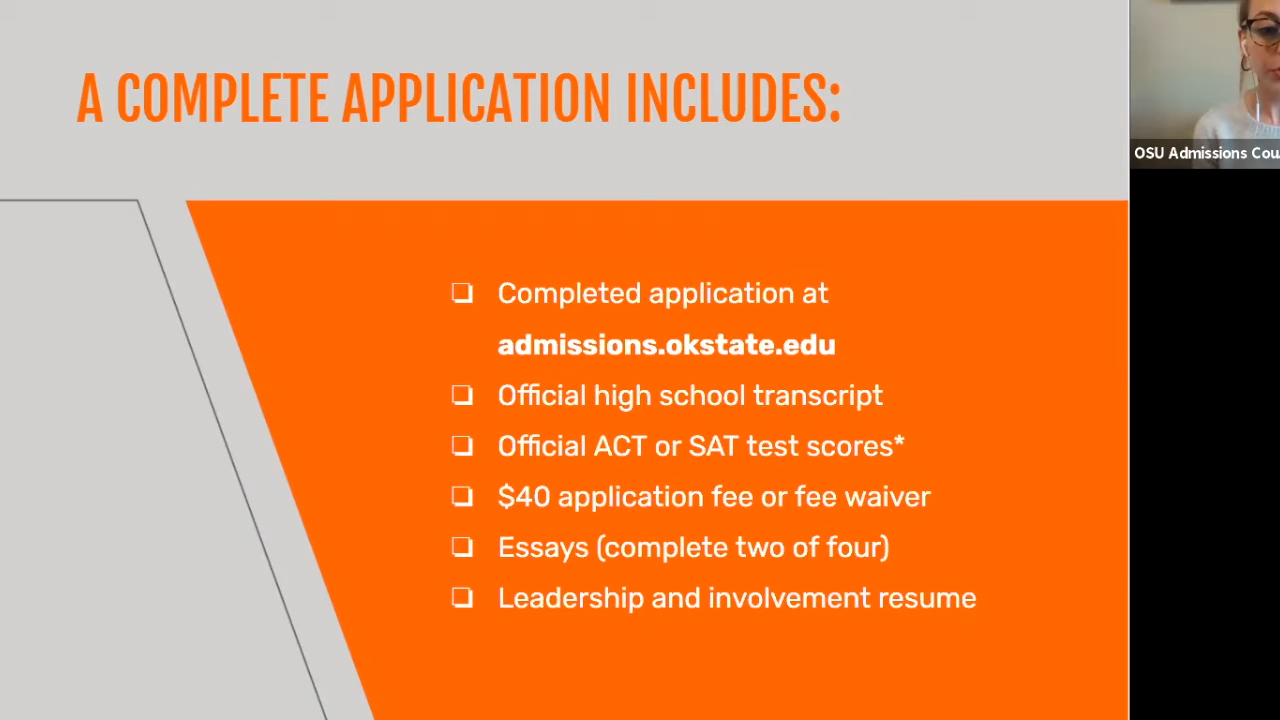 A COMPLETE APPLICATION INCLUDES:
OSU Admissions Cou
❏ Completed application at
admissions.okstate.edu
❏ Official high school transcript
❏ Official ACT or SAT test scores*
❏ $40 application fee or fee waiver
❏ Essays (complete two of four)
❏ Leadership and involvement resume